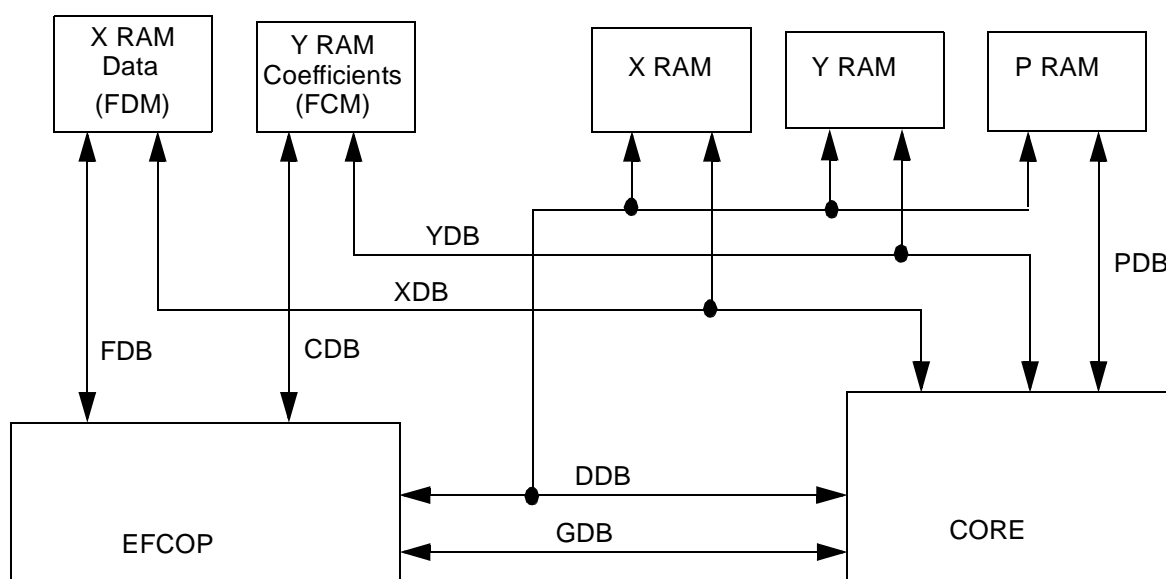 X RAM
Data
(FDM)
Y RAM
Coefficients
(FCM)
X RAM
Y RAM
P RAM
YDB
XDB
PDB
FDB
CDB
DDB
GDB
EFCOP
CORE